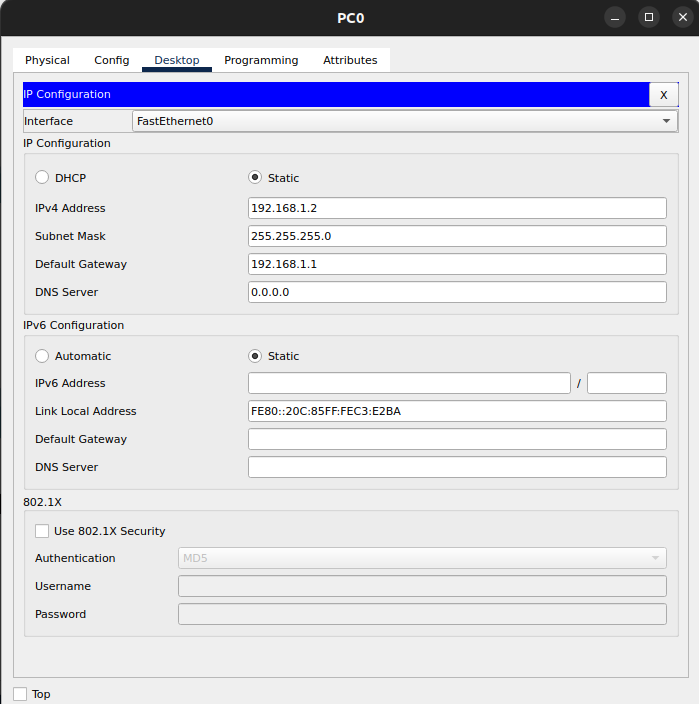 PC0
Physical Config Desktop Programming Attributes
IP Configuration X
Interface FastEthernet0
IP Configuration
DHCP Static
IPv4 Address 192.168.1.2
Subnet Mask 255.255.255.0
Default Gateway 192.168.1.1
DNS Server 0.0.0.0
IPv6 Configuration
Automatic Static
IPv6 Address /
Link Local Address FE80::20C:85FF:FEC3:E2BA
Default Gateway
DNS Server
802.1X
Use 802.1X Security
Authentication MD5
Username
Password
Top